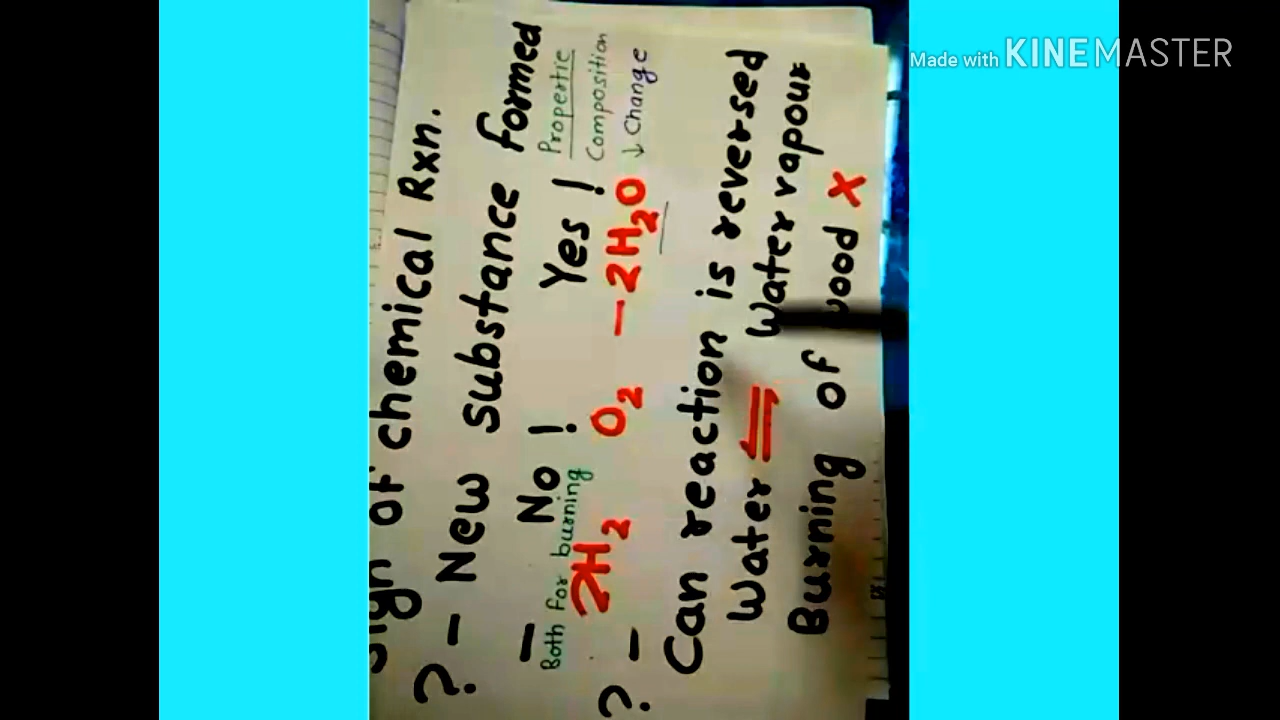 Made with KINEMASTER
Sign of chemical Rxn.
? - New substance formed
- No ! Yes !
Propertie
Composition
↓ Change
Both for burning
2H₂ O₂ - 2H₂O
? - Can reaction is reversed
Water ⇌ Water vapour
Burning of wood X